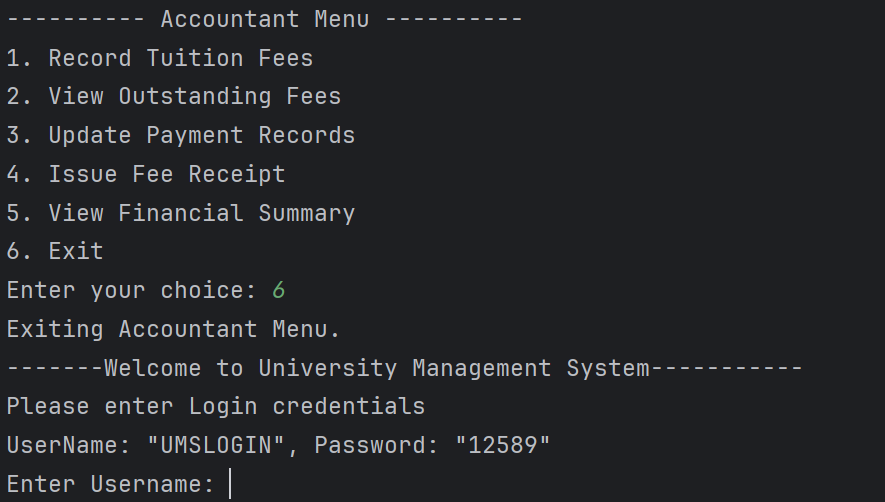 ---------- Accountant Menu ----------
1. Record Tuition Fees
2. View Outstanding Fees
3. Update Payment Records
4. Issue Fee Receipt
5. View Financial Summary
6. Exit
Enter your choice: 6
Exiting Accountant Menu.
-------Welcome to University Management System-----------
Please enter Login credentials
UserName: "UMSLOGIN", Password: "12589"
Enter Username: